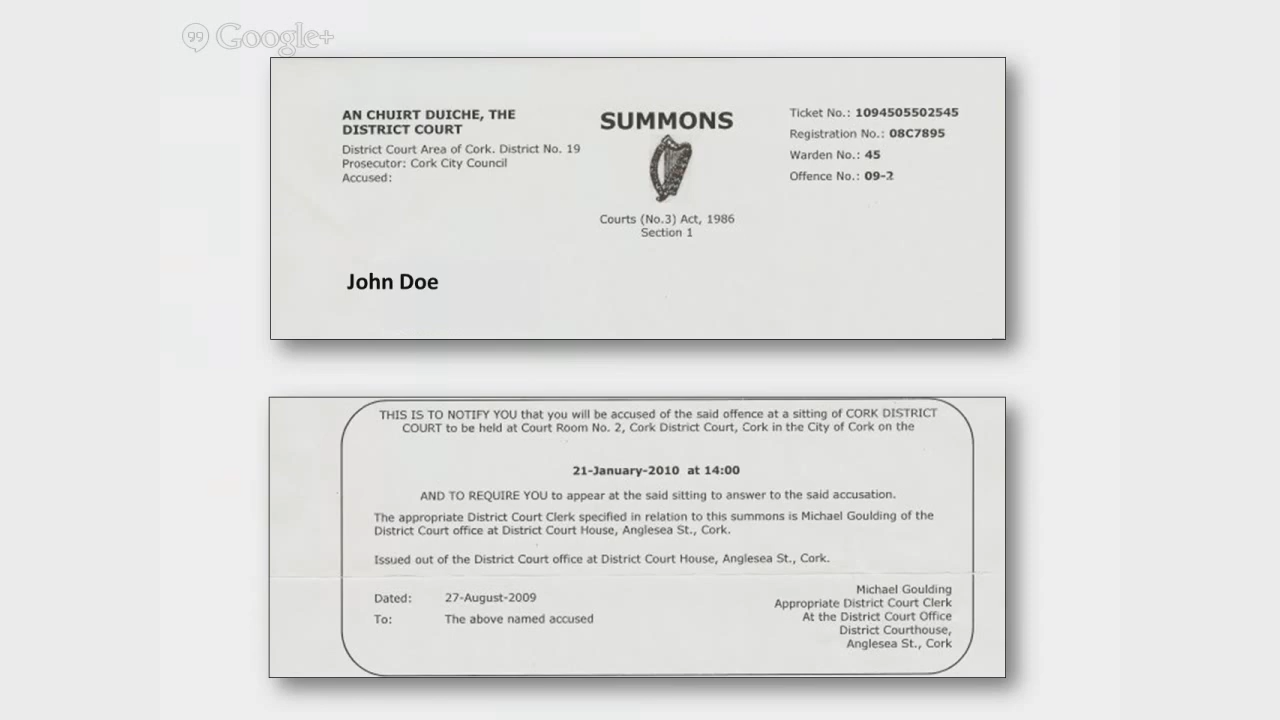 Google+
AN CHUIRT DUICHE, THE
DISTRICT COURT
District Court Area of Cork. District No. 19
Prosecutor: Cork City Council
Accused:
John Doe
SUMMONS
Courts (No.3) Act, 1986
Section 1
Ticket No.: 1094505502545
Registration No.: 08C7895
Warden No.: 45
Offence No.: 09-2
THIS IS TO NOTIFY YOU that you will be accused of the said offence at a sitting of CORK DISTRICT
COURT to be held at Court Room No. 2, Cork District Court, Cork in the City of Cork on the
21-January-2010 at 14:00
AND TO REQUIRE YOU to appear at the said sitting to answer to the said accusation.
The appropriate District Court Clerk specified in relation to this summons is Michael Goulding of the
District Court office at District Court House, Anglesea St., Cork.
Issued out of the District Court office at District Court House, Anglesea St., Cork.
Dated: 27-August-2009
To: The above named accused
Michael Goulding
Appropriate District Court Clerk
At the District Court Office
District Courthouse,
Anglesea St., Cork